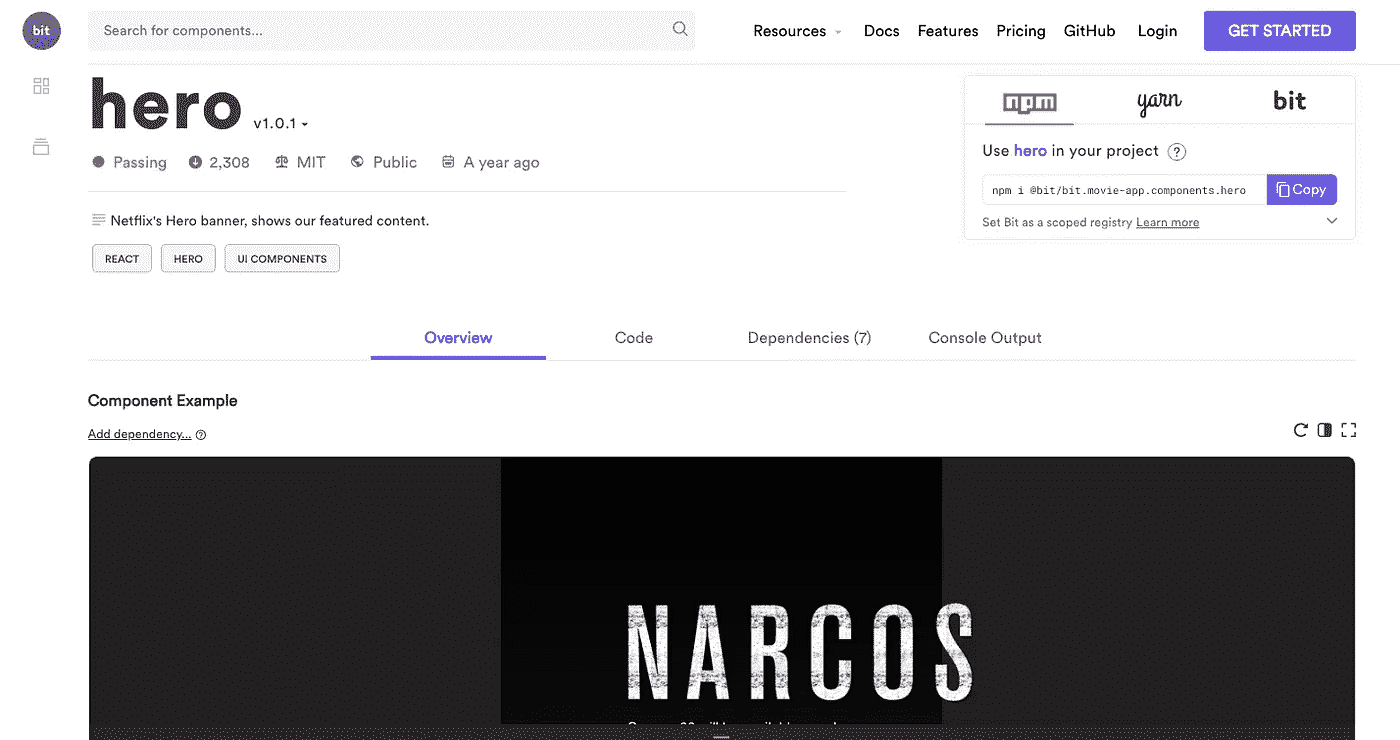 bit
Search for components...
Resources
Docs
Features
Pricing
GitHub
Login
GET STARTED
hero v1.0.1
Passing 2,308 MIT Public A year ago
Netflix's Hero banner, shows our featured content.
REACT HERO UI COMPONENTS
npm yarn bit
Use hero in your project ?
npm i @bit/bit.movie-app.components.hero Copy
Set Bit as a scoped registry Learn more
Overview Code Dependencies (7) Console Output
Component Example
Add dependency... ?
NARCOS